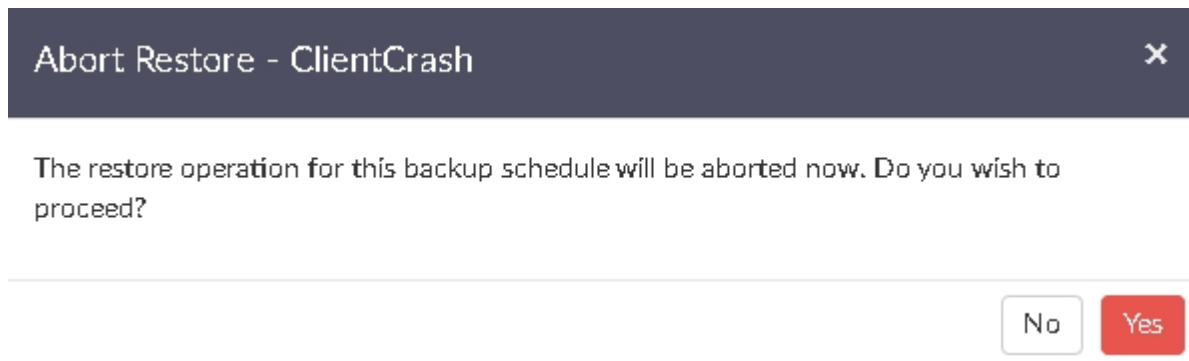 Abort Restore - ClientCrash ×
The restore operation for this backup schedule will be aborted now. Do you wish to
proceed?
No Yes